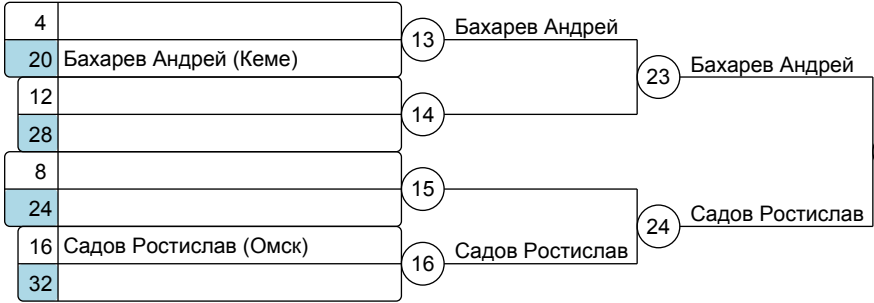 4
20 Бахарев Андрей (Кеме)
12
28
8
24
16 Садов Ростислав (Омск)
32
13 Бахарев Андрей
14
15
16 Садов Ростислав
23 Бахарев Андрей
24 Садов Ростислав